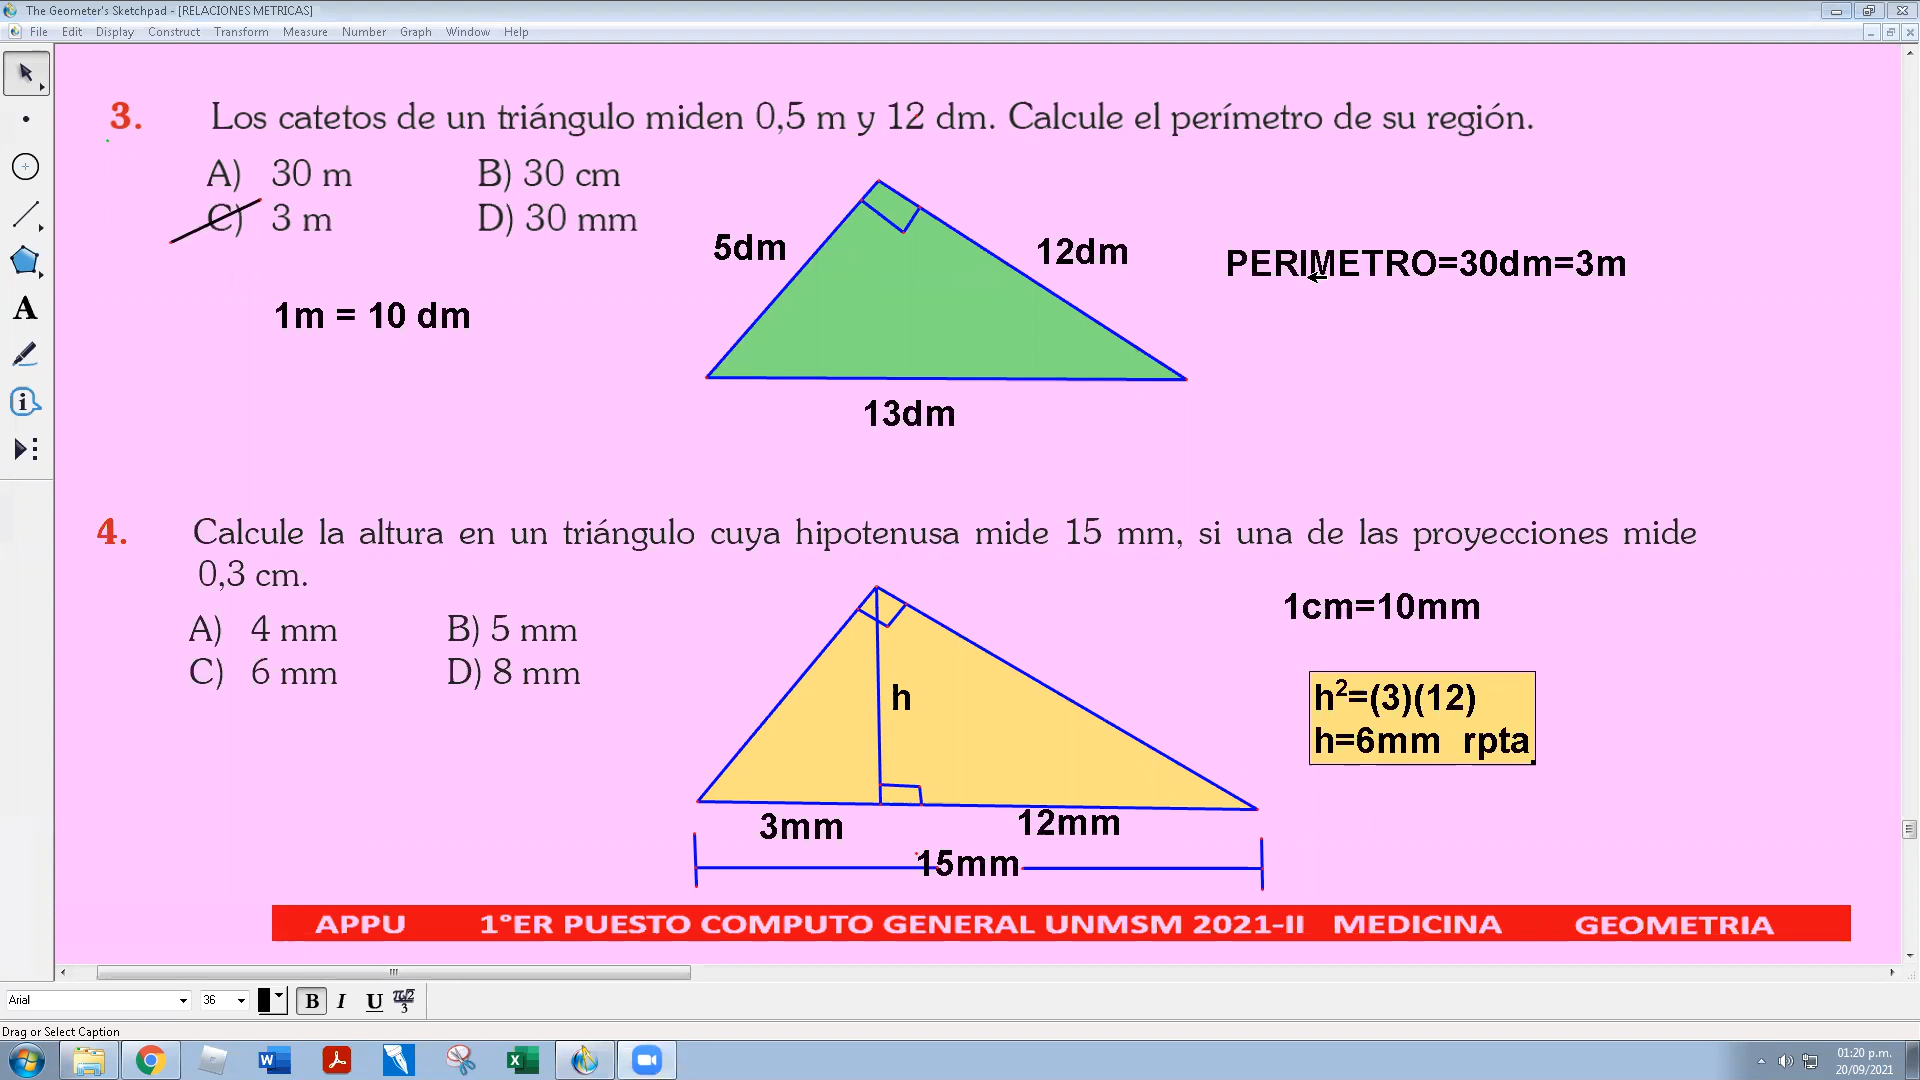 The Geometer's Sketchpad - [RELACIONES METRICAS]
File Edit Display Construct Transform Measure Number Graph Window Help
3. Los catetos de un triángulo miden 0,5 m y 12 dm. Calcule el perímetro de su región.
A) 30 m B) 30 cm
C) 3 m D) 30 mm
5dm
12dm
PERIMETRO=30dm=3m
1m = 10 dm
13dm
4. Calcule la altura en un triángulo cuya hipotenusa mide 15 mm, si una de las proyecciones mide
0,3 cm.
A) 4 mm B) 5 mm
C) 6 mm D) 8 mm
1cm=10mm
h
h²=(3)(12)
h=6mm rpta
3mm
12mm
15mm
APPU 1°ER PUESTO COMPUTO GENERAL UNMSM 2021-II MEDICINA GEOMETRIA
Arial 36 B I U
Drag or Select Caption
01:20 p.m.
20/09/2021